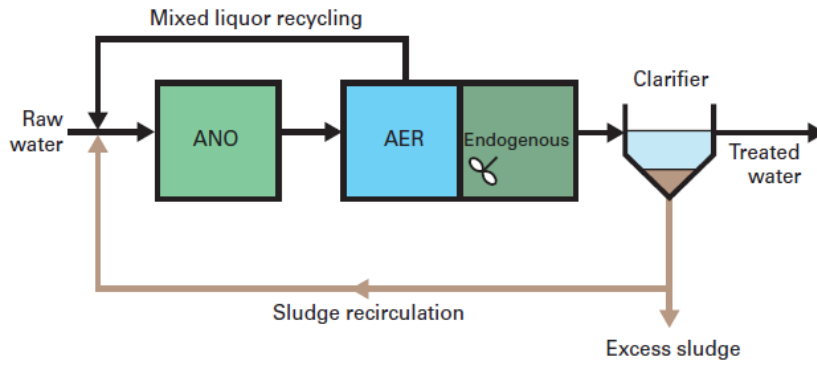 Mixed liquor recycling
Clarifier
Raw
water
ANO
AER
Endogenous
Treated
water
Sludge recirculation
Excess sludge